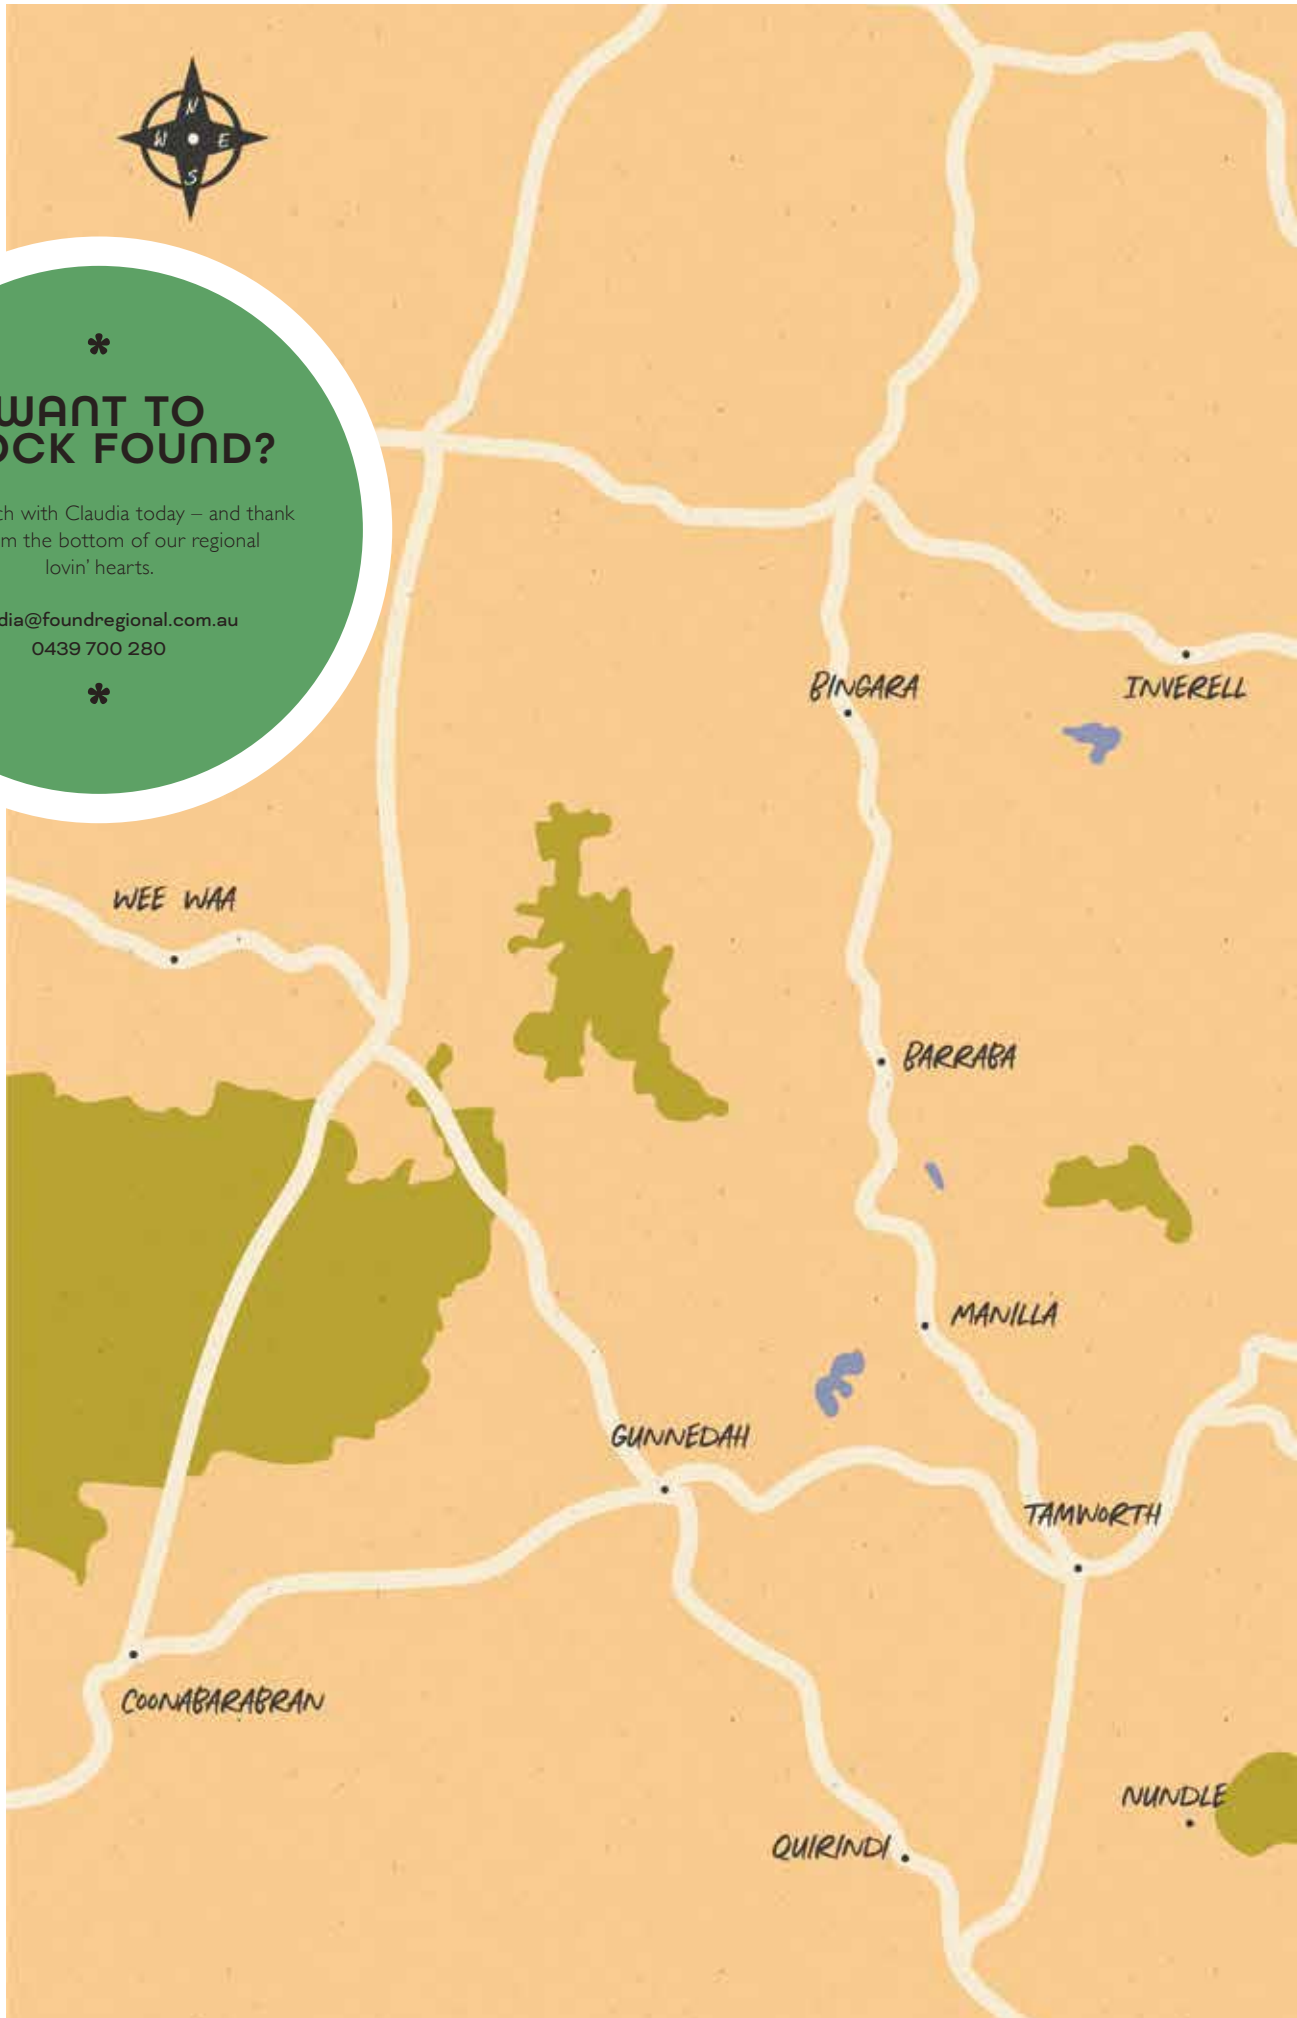 N
W E
S
*
WANT TO
OCK FOUND?
ch with Claudia today – and thank
m the bottom of our regional
lovin' hearts.
dia@foundregional.com.au
0439 700 280
*
BINGARA
INVERELL
WEE WAA
BARRABA
MANILLA
GUNNEDAH
TAMWORTH
COONABARABRAN
NUNDLE
QUIRINDI